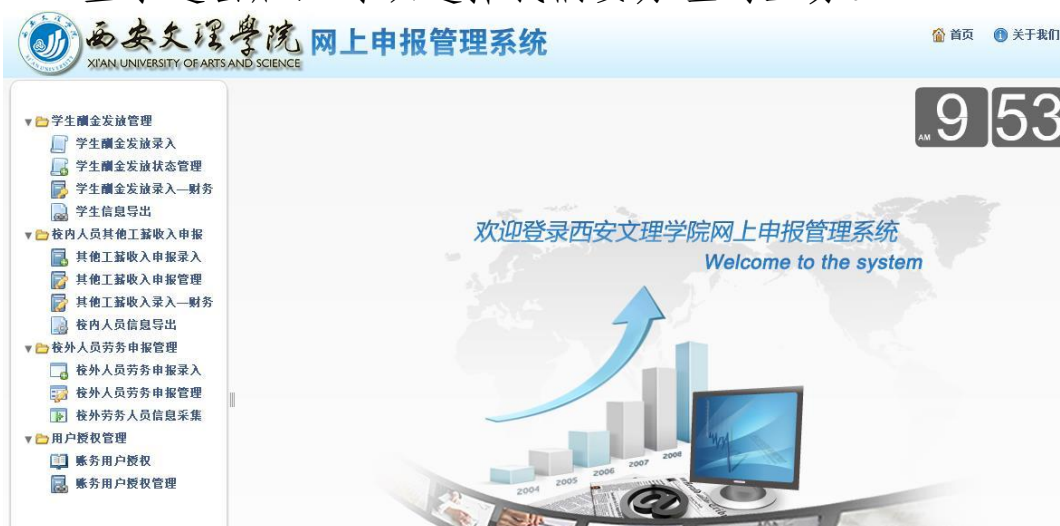 西安文理學院 网上申报管理系统
XI'AN UNIVERSITY OF ARTS AND SCIENCE
首页 关于我们
学生酬金发放管理
学生酬金发放录入
学生酬金发放状态管理
学生酬金发放录入—财务
学生信息导出
校内人员其他工薪收入申报
其他工薪收入申报录入
其他工薪收入申报管理
其他工薪收入录入—财务
校内人员信息导出
校外人员劳务申报管理
校外人员劳务申报录入
校外人员劳务申报管理
校外劳务人员信息采集
用户授权管理
账务用户授权
账务用户授权管理
AM 9 53
欢迎登录西安文理学院网上申报管理系统
Welcome to the system
2004 2005 2006 2007 2008
@